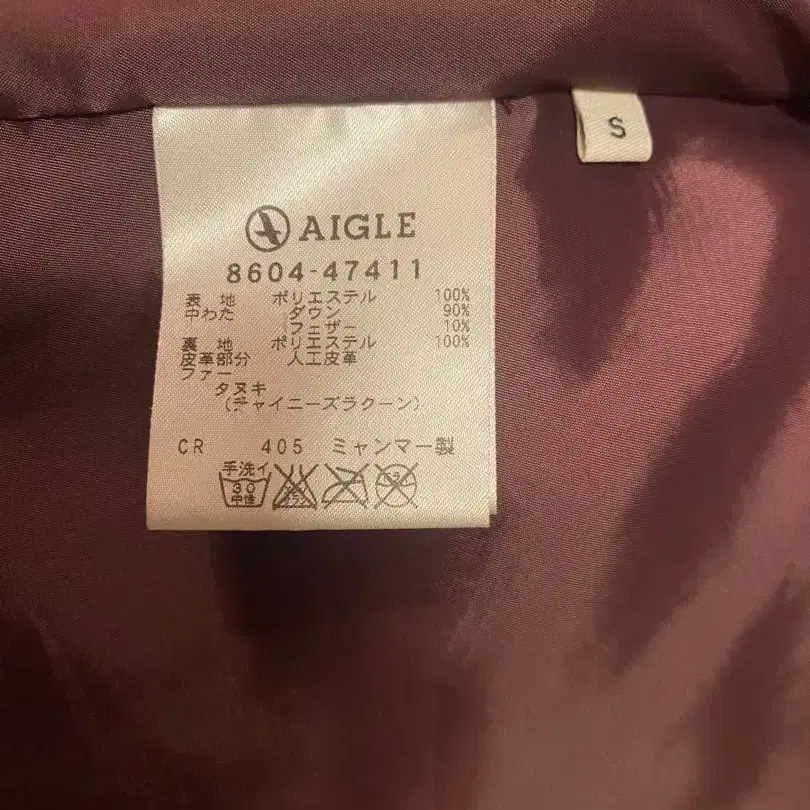 S
AIGLE
8604-47411
表 地 ポリエステル 100%
中わた ダウン 90%
フェザー 10%
裏 地 ポリエステル 100%
皮革部分 人工皮革
ファー
タヌキ
(チャイニーズラクーン)
CR 405 ミャンマー製
手洗イ
30
中性